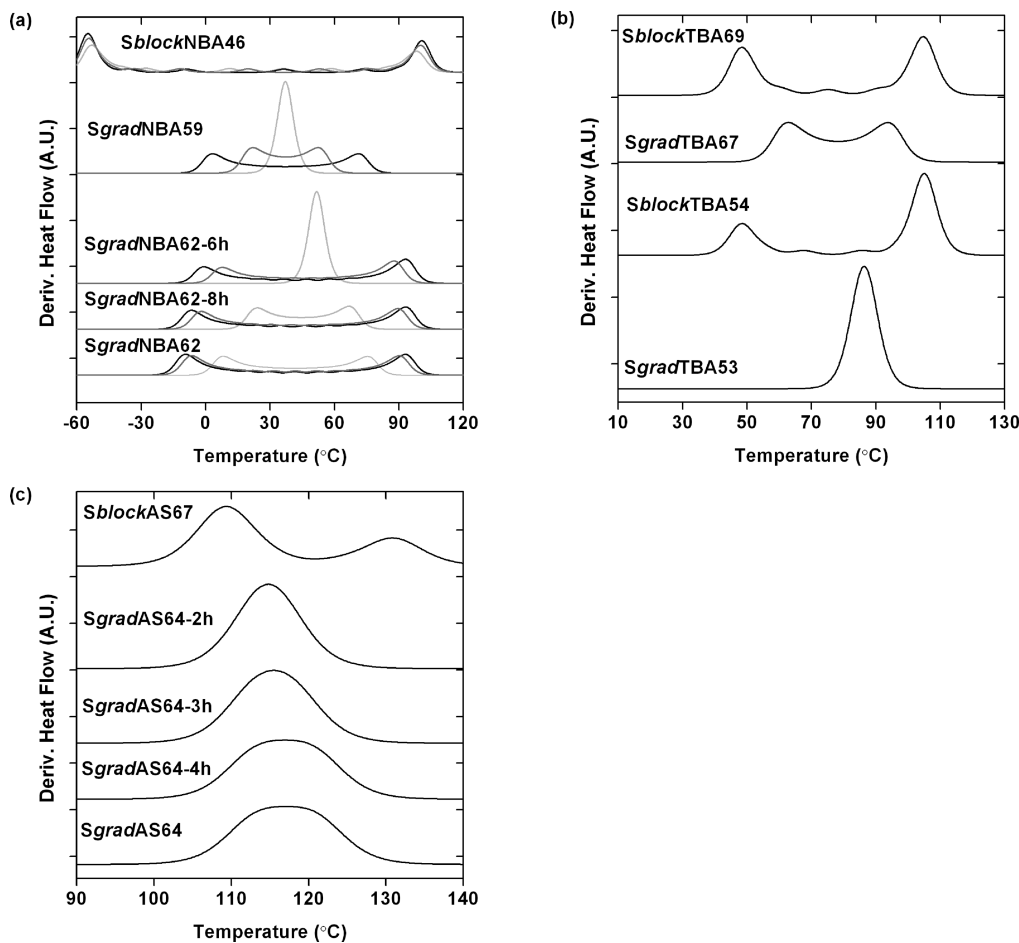 (a)
SblockNBA46
SgradNBA59
SgradNBA62-6h
SgradNBA62-8h
SgradNBA62
Deriv. Heat Flow (A.U.)
-60 -30 0 30 60 90 120
Temperature (°C)
(b)
SblockTBA69
SgradTBA67
SblockTBA54
SgradTBA53
Deriv. Heat Flow (A.U.)
10 30 50 70 90 110 130
Temperature (°C)
(c)
SblockAS67
SgradAS64-2h
SgradAS64-3h
SgradAS64-4h
SgradAS64
Deriv. Heat Flow (A.U.)
90 100 110 120 130 140
Temperature (°C)